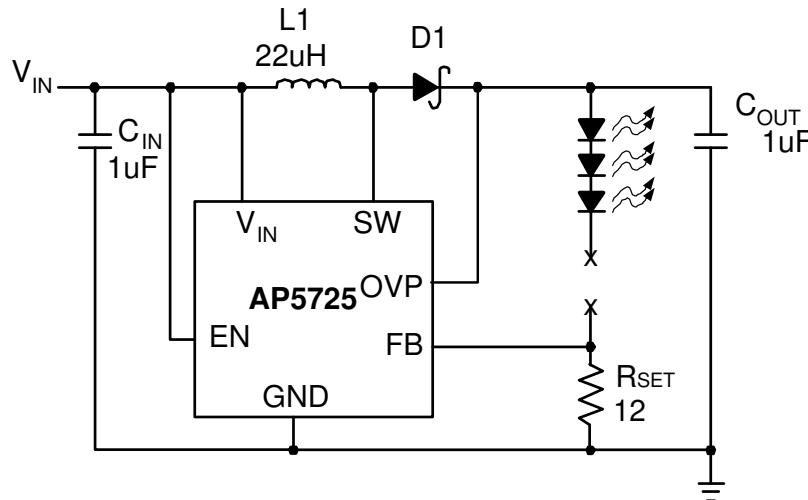 L1
22uH
D1
VIN
CIN
1uF
COUT
1uF
VIN
SW
AP5725
OVP
EN
FB
GND
x
x
RSET
12